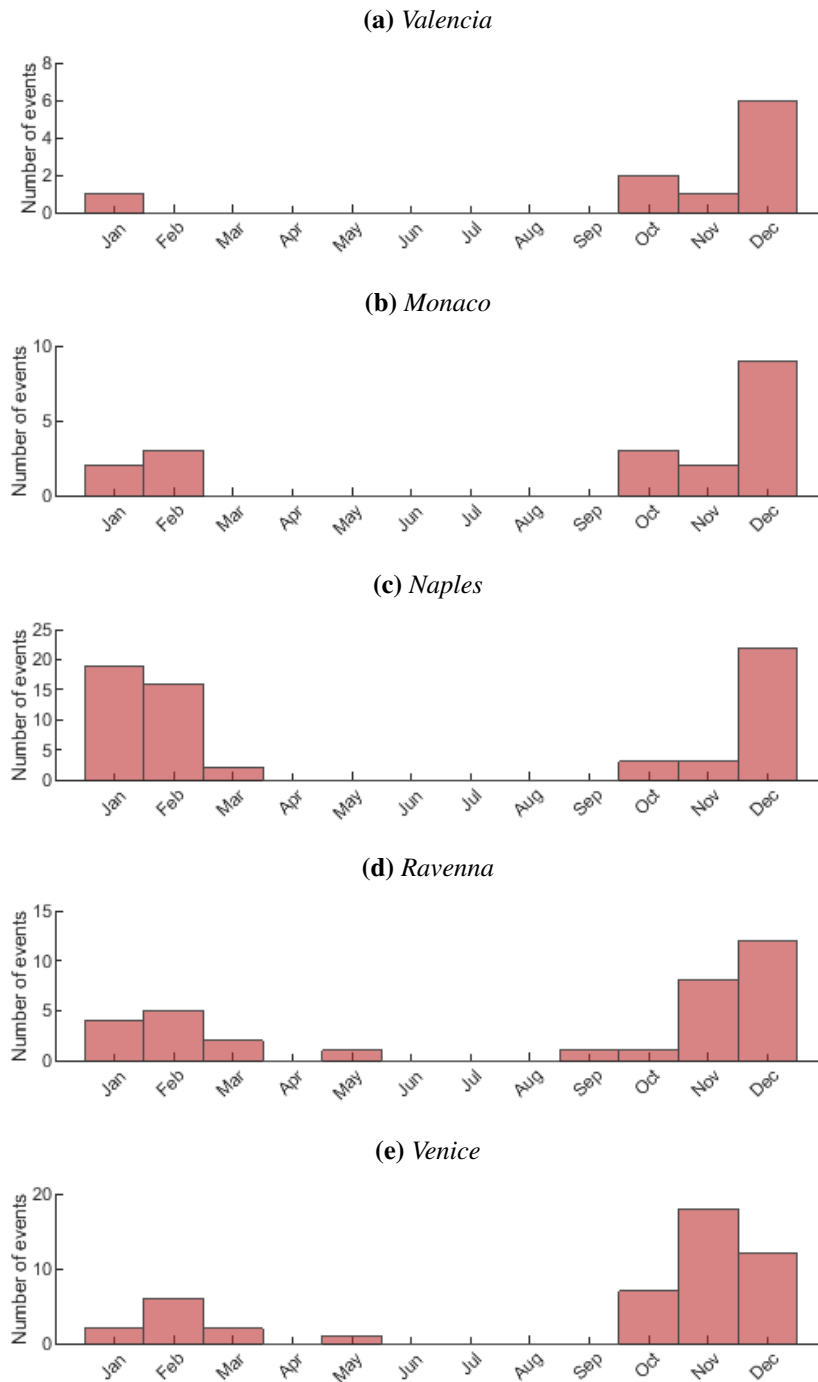 (a) Valencia
Number of events
8
6
4
2
0
Jan Feb Mar Apr May Jun Jul Aug Sep Oct Nov Dec
(b) Monaco
Number of events
10
5
0
Jan Feb Mar Apr May Jun Jul Aug Sep Oct Nov Dec
(c) Naples
Number of events
25
20
15
10
5
0
Jan Feb Mar Apr May Jun Jul Aug Sep Oct Nov Dec
(d) Ravenna
Number of events
15
10
5
0
Jan Feb Mar Apr May Jun Jul Aug Sep Oct Nov Dec
(e) Venice
Number of events
20
10
0
Jan Feb Mar Apr May Jun Jul Aug Sep Oct Nov Dec